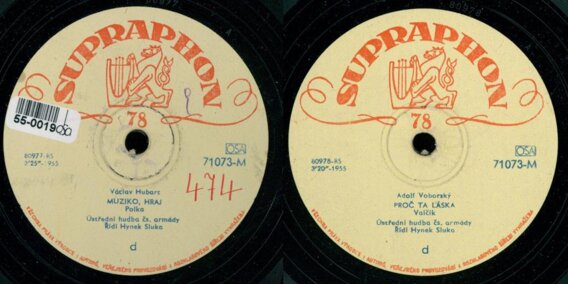 SUPRAPHON
78
55-0019
80977-RS
3'25"-1955
OSA
71073-M
Václav Hubart
MUZIKO, HRAJ
Polka
474
Ústřední hudba čs. armády
Řídí Hynek Sluka
d
SUPRAPHON
78
80978-RS
3'20"-1955
OSA
71073-M
Adolf Voborský
PROČ TA LÁSKA
Valčík
Ústřední hudba čs. armády
Řídí Hynek Sluka
d